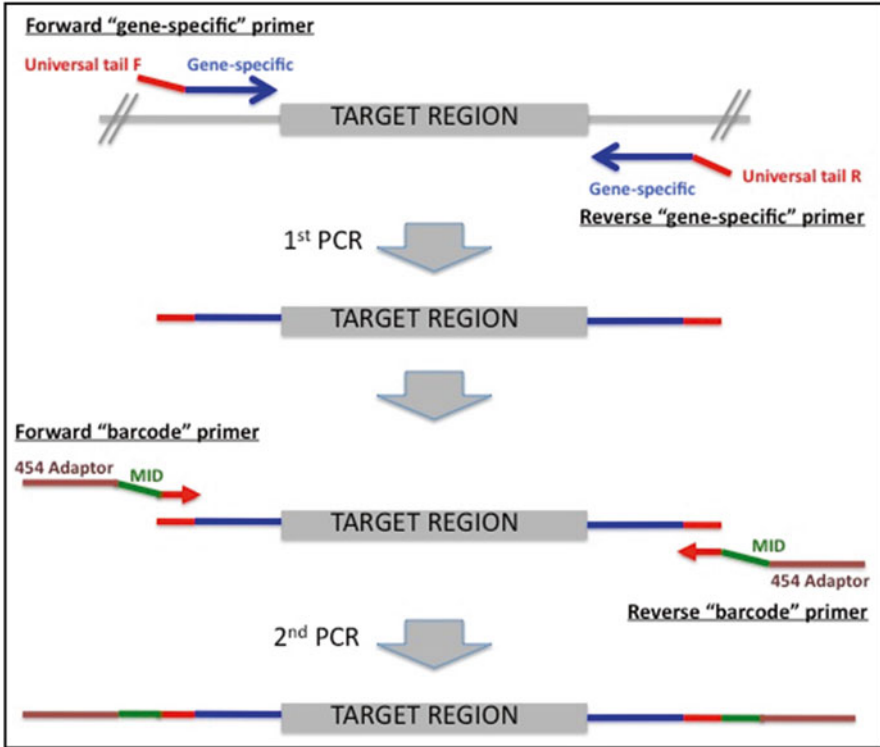 Forward "gene-specific" primer
Universal tail F
Gene-specific
TARGET REGION
Gene-specific
Universal tail R
Reverse "gene-specific" primer
1st PCR
TARGET REGION
Forward "barcode" primer
454 Adaptor
MID
TARGET REGION
MID
454 Adaptor
Reverse "barcode" primer
2nd PCR
TARGET REGION